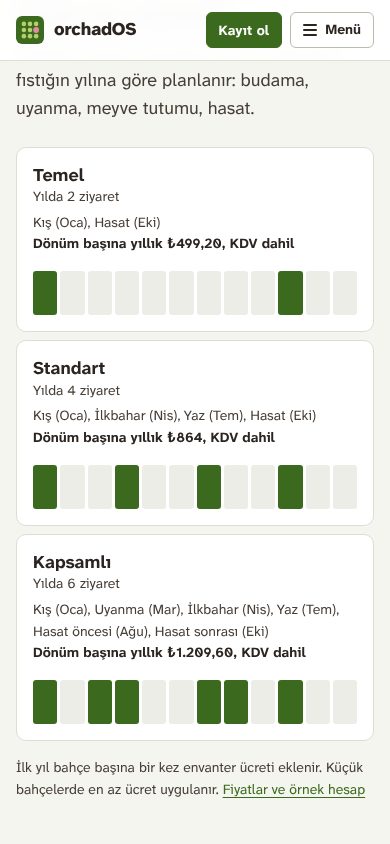 orchadOS
Kayıt ol
Menü
fıstığın yılına göre planlanır: budama,
uyanma, meyve tutumu, hasat.
Temel
Yılda 2 ziyaret
Kış (Oca), Hasat (Eki)
Dönüm başına yıllık ₺499,20, KDV dahil
Standart
Yılda 4 ziyaret
Kış (Oca), İlkbahar (Nis), Yaz (Tem), Hasat (Eki)
Dönüm başına yıllık ₺864, KDV dahil
Kapsamlı
Yılda 6 ziyaret
Kış (Oca), Uyanma (Mar), İlkbahar (Nis), Yaz (Tem),
Hasat öncesi (Ağu), Hasat sonrası (Eki)
Dönüm başına yıllık ₺1.209,60, KDV dahil
İlk yıl bahçe başına bir kez envanter ücreti eklenir. Küçük
bahçelerde en az ücret uygulanır. Fiyatlar ve örnek hesap